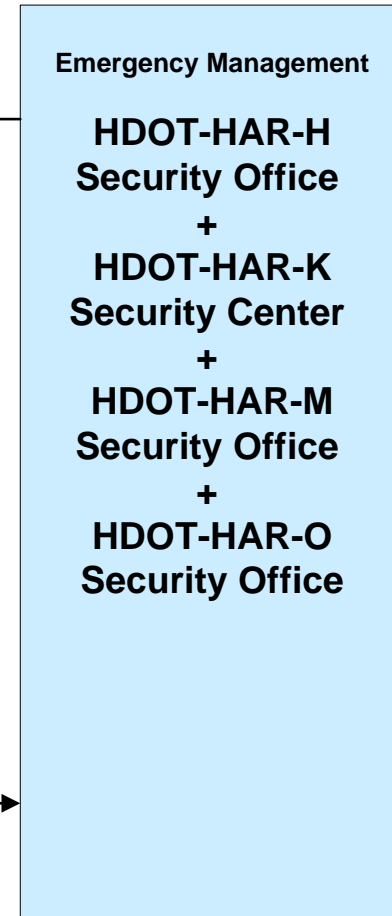 Emergency Management
HDOT-HAR-H
Security Office
+
HDOT-HAR-K
Security Center
+
HDOT-HAR-M
Security Office
+
HDOT-HAR-O
Security Office